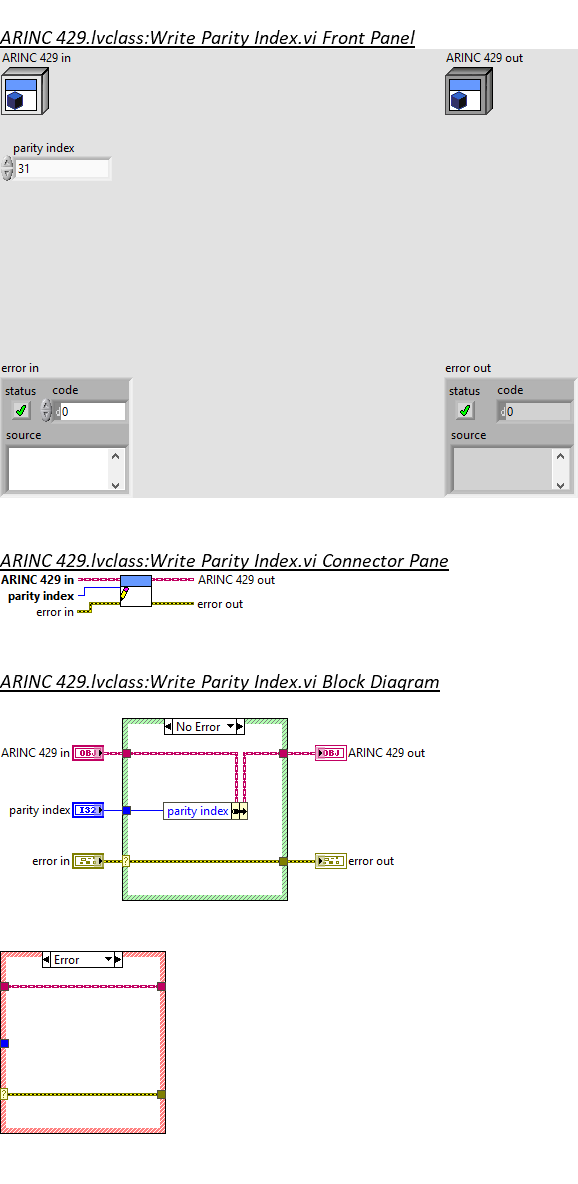 ARINC 429.lvclass:Write Parity Index.vi Front Panel
ARINC 429 in
ARINC 429 out
parity index
31
error in
error out
status code
status code
0
0
source
source
ARINC 429.lvclass:Write Parity Index.vi Connector Pane
ARINC 429 in
ARINC 429 out
parity index
error in
error out
ARINC 429.lvclass:Write Parity Index.vi Block Diagram
No Error
ARINC 429 in
OBJ
OBJ
ARINC 429 out
parity index
I32
parity index
error in
?
error out
Error
?